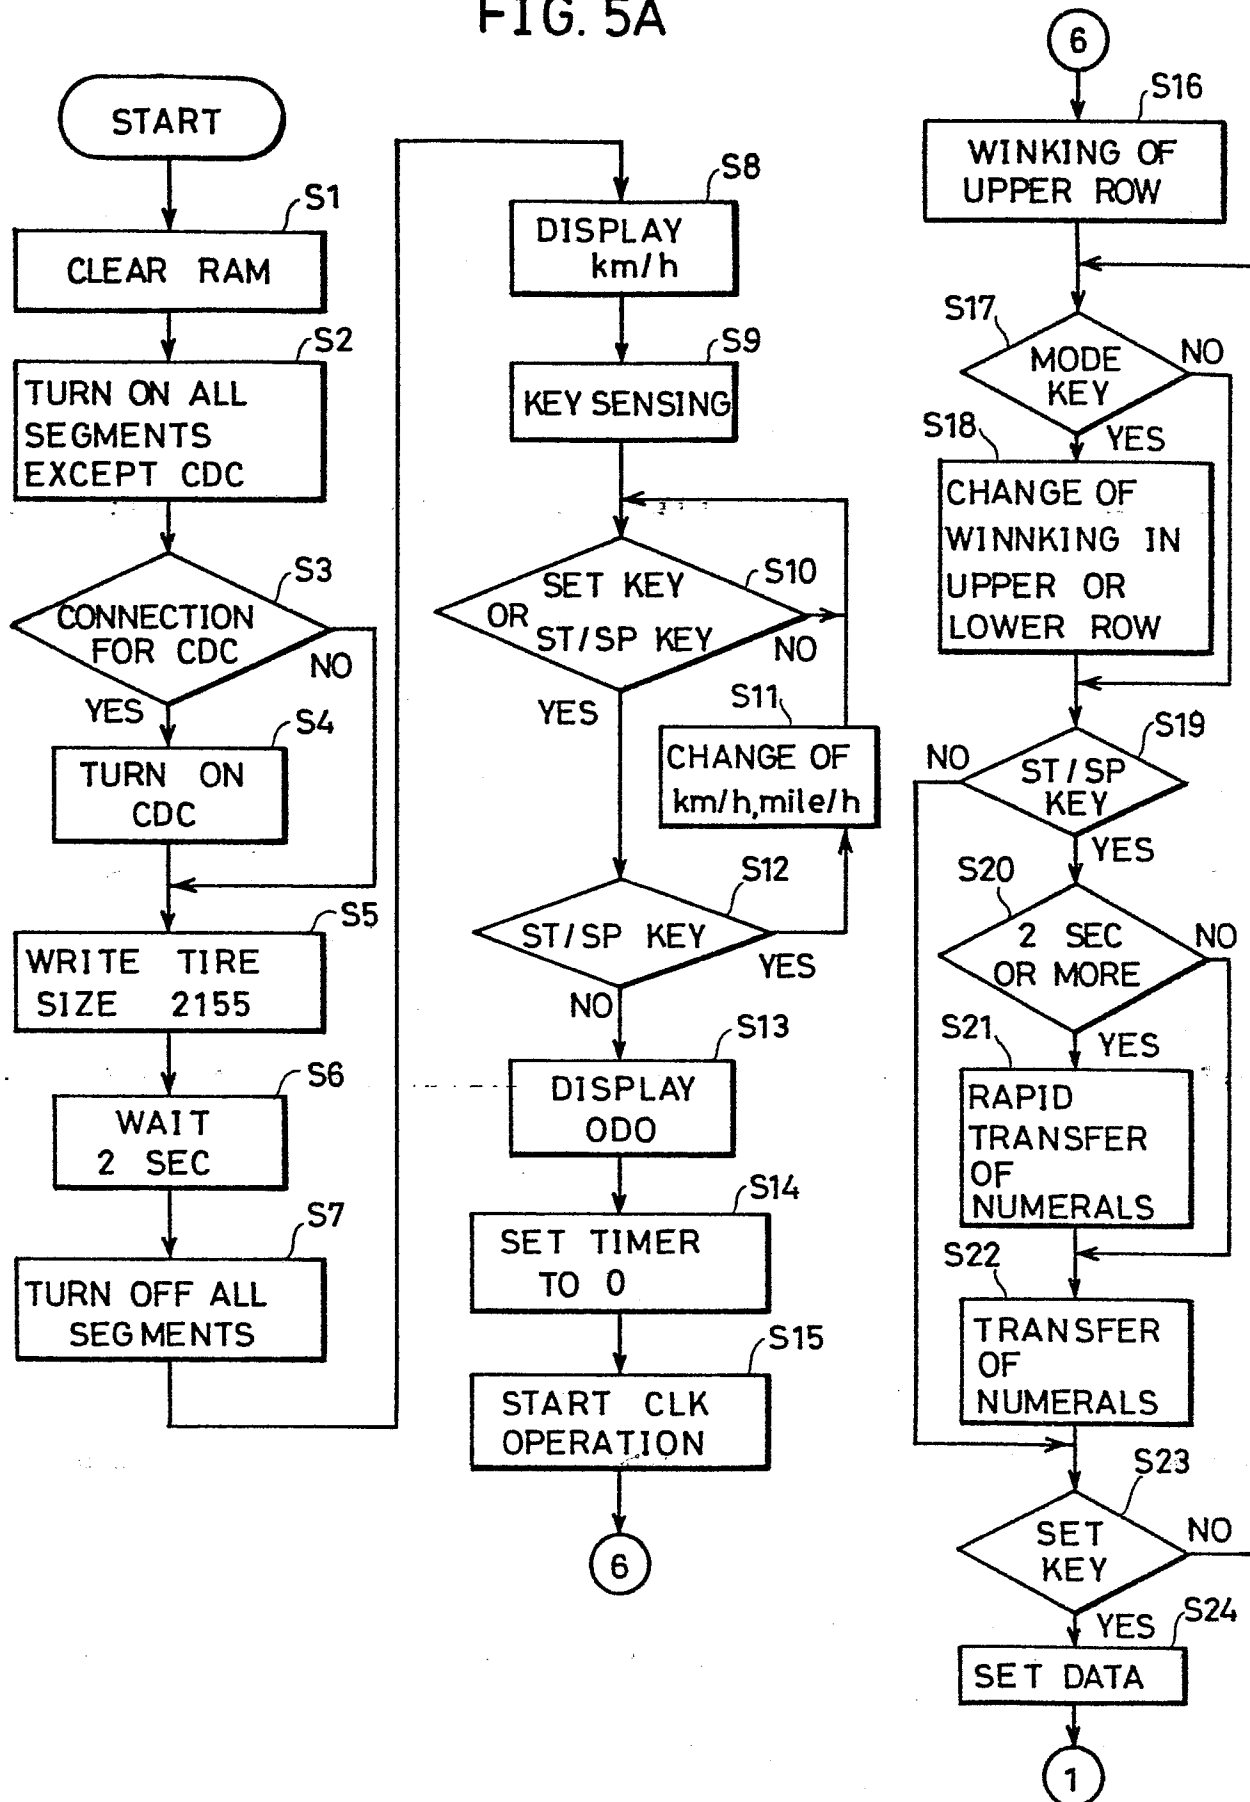 FIG. 5A
START
S1
CLEAR RAM
S2
TURN ON ALL
SEGMENTS
EXCEPT CDC
S3
CONNECTION
FOR CDC
NO
YES
S4
TURN ON
CDC
S5
WRITE TIRE
SIZE 2155
S6
WAIT
2 SEC
S7
TURN OFF ALL
SEGMENTS
S8
DISPLAY
km/h
S9
KEY SENSING
S10
SET KEY
OR
ST/SP KEY
NO
YES
S11
CHANGE OF
km/h,mile/h
S12
ST/SP KEY
YES
NO
S13
DISPLAY
ODO
S14
SET TIMER
TO 0
S15
START CLK
OPERATION
6
6
S16
WINKING OF
UPPER ROW
S17
MODE
KEY
NO
YES
S18
CHANGE OF
WINNKING IN
UPPER OR
LOWER ROW
S19
NO
ST/SP
KEY
YES
S20
2 SEC
OR MORE
NO
YES
S21
RAPID
TRANSFER
OF
NUMERALS
S22
TRANSFER
OF
NUMERALS
S23
SET
KEY
NO
YES
S24
SET DATA
1